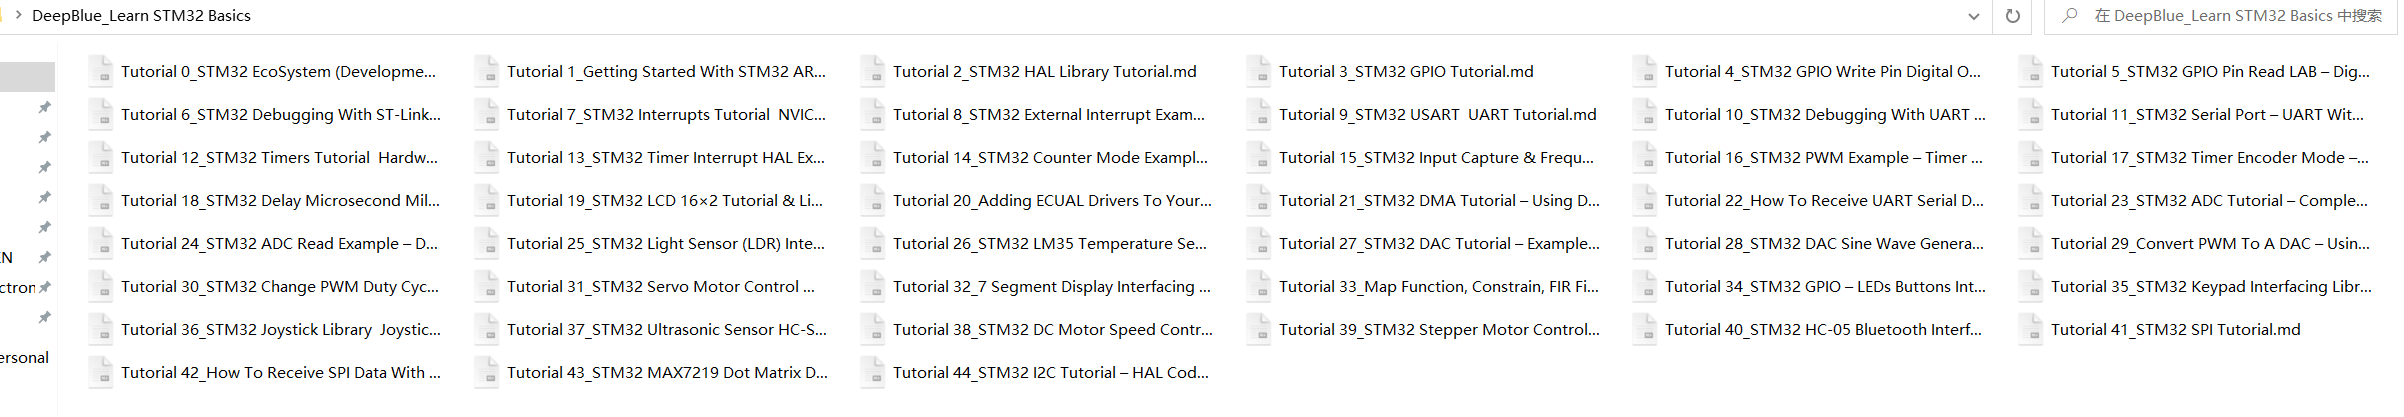 DeepBlue_Learn STM32 Basics
在 DeepBlue_Learn STM32 Basics 中搜索
Tutorial 0_STM32 EcoSystem (Developme...
Tutorial 1_Getting Started With STM32 AR...
Tutorial 2_STM32 HAL Library Tutorial.md
Tutorial 3_STM32 GPIO Tutorial.md
Tutorial 4_STM32 GPIO Write Pin Digital O...
Tutorial 5_STM32 GPIO Pin Read LAB – Dig...
Tutorial 6_STM32 Debugging With ST-Link...
Tutorial 7_STM32 Interrupts Tutorial  NVIC...
Tutorial 8_STM32 External Interrupt Exam...
Tutorial 9_STM32 USART  UART Tutorial.md
Tutorial 10_STM32 Debugging With UART ...
Tutorial 11_STM32 Serial Port – UART Wit...
Tutorial 12_STM32 Timers Tutorial  Hardw...
Tutorial 13_STM32 Timer Interrupt HAL Ex...
Tutorial 14_STM32 Counter Mode Exampl...
Tutorial 15_STM32 Input Capture & Frequ...
Tutorial 16_STM32 PWM Example – Timer ...
Tutorial 17_STM32 Timer Encoder Mode –...
Tutorial 18_STM32 Delay Microsecond Mil...
Tutorial 19_STM32 LCD 16×2 Tutorial & Li...
Tutorial 20_Adding ECUAL Drivers To Your...
Tutorial 21_STM32 DMA Tutorial – Using D...
Tutorial 22_How To Receive UART Serial D...
Tutorial 23_STM32 ADC Tutorial – Comple...
Tutorial 24_STM32 ADC Read Example – D...
Tutorial 25_STM32 Light Sensor (LDR) Inte...
Tutorial 26_STM32 LM35 Temperature Se...
Tutorial 27_STM32 DAC Tutorial – Example...
Tutorial 28_STM32 DAC Sine Wave Genera...
Tutorial 29_Convert PWM To A DAC – Usin...
EN
Tutorial 30_STM32 Change PWM Duty Cyc...
Tutorial 31_STM32 Servo Motor Control ...
Tutorial 32_7 Segment Display Interfacing ...
Tutorial 33_Map Function, Constrain, FIR Fi...
Tutorial 34_STM32 GPIO – LEDs Buttons Int...
Tutorial 35_STM32 Keypad Interfacing Libr...
ctron
Tutorial 36_STM32 Joystick Library  Joystic...
Tutorial 37_STM32 Ultrasonic Sensor HC-S...
Tutorial 38_STM32 DC Motor Speed Contr...
Tutorial 39_STM32 Stepper Motor Control...
Tutorial 40_STM32 HC-05 Bluetooth Interf...
Tutorial 41_STM32 SPI Tutorial.md
ersonal
Tutorial 42_How To Receive SPI Data With ...
Tutorial 43_STM32 MAX7219 Dot Matrix D...
Tutorial 44_STM32 I2C Tutorial – HAL Cod...